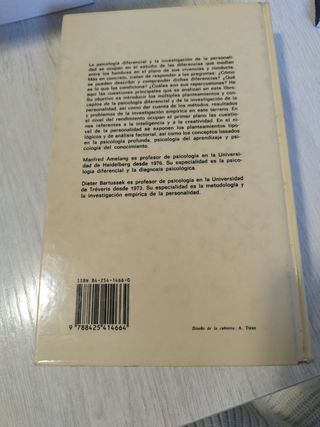 La psicología diferencial y la investigación de la personali-
dad se ocupan en el estudio de las diferencias que median
entre los hombres en el plano de sus vivencias y conducta.
Más en concreto, tratan de responder a las preguntas: ¿Cómo
se pueden describir y comprender dichas diferencias? ¿Qué
es lo que las condiciona? ¿Cuáles son sus repercusiones? He
aquí las cuestiones principales que se analizan en este libro.
Su objetivo es introducir en los múltiples planteamientos y con-
ceptos de la psicología diferencial y de la investigación de la
personalidad, así como dar cuenta de los métodos, resultados
y problemas de la investigación empírica en este terreno. En
el nivel del rendimiento ocupan el primer plano las cuestio-
nes referentes a la inteligencia y a la creatividad. En el ni-
vel de la personalidad se exponen los planteamientos tipo-
lógicos y de análisis factorial, así como los conceptos basados
en la psicología profunda, psicología del aprendizaje y psi-
cología del conocimiento.
Manfred Amelang es profesor de psicología en la Universi-
dad de Heidelberg desde 1976. Su especialidad es la psico-
logía diferencial y la diagnosis psicológica.
Dieter Bartussek es profesor de psicología en la Universidad
de Tréveris desde 1973. Su especialidad es la metodología y
la investigación empírica de la personalidad.
ISBN 84-254-1466-0
9 788425 414664
Diseño de la cubierta: A. Tierz